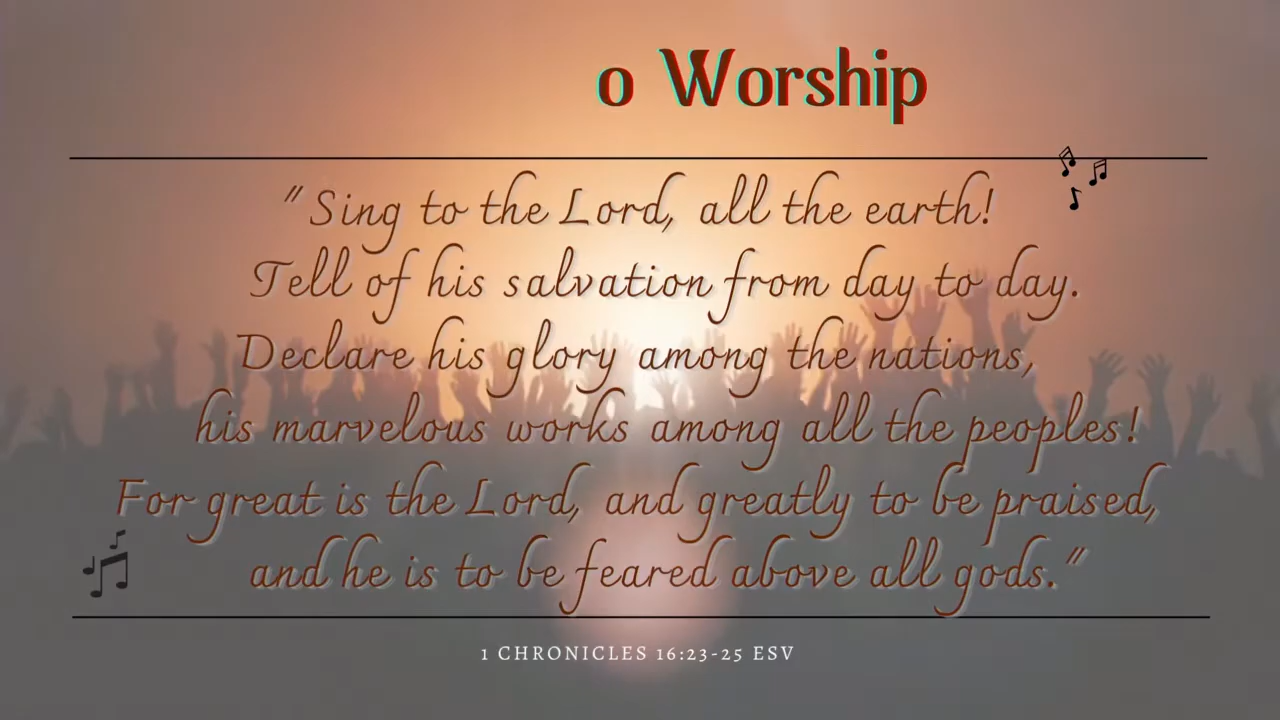 o Worship
"Sing to the Lord, all the earth!
Tell of his salvation from day to day.
Declare his glory among the nations,
his marvelous works among all the peoples!
For great is the Lord, and greatly to be praised,
and he is to be feared above all gods."
1 CHRONICLES 16:23-25 ESV